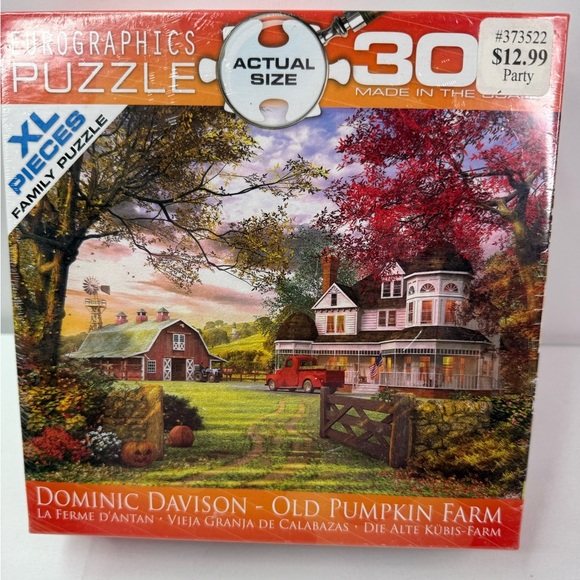 EUROGRAPHICS
PUZZLE
ACTUAL
SIZE
30
MADE IN THE
#373522
$12.99
Party
XL
PIECES
FAMILY PUZZLE
DOMINIC DAVISON - OLD PUMPKIN FARM
LA FERME D'ANTAN • VIEJA GRANJA DE CALABAZAS • DIE ALTE KÜBIS-FARM